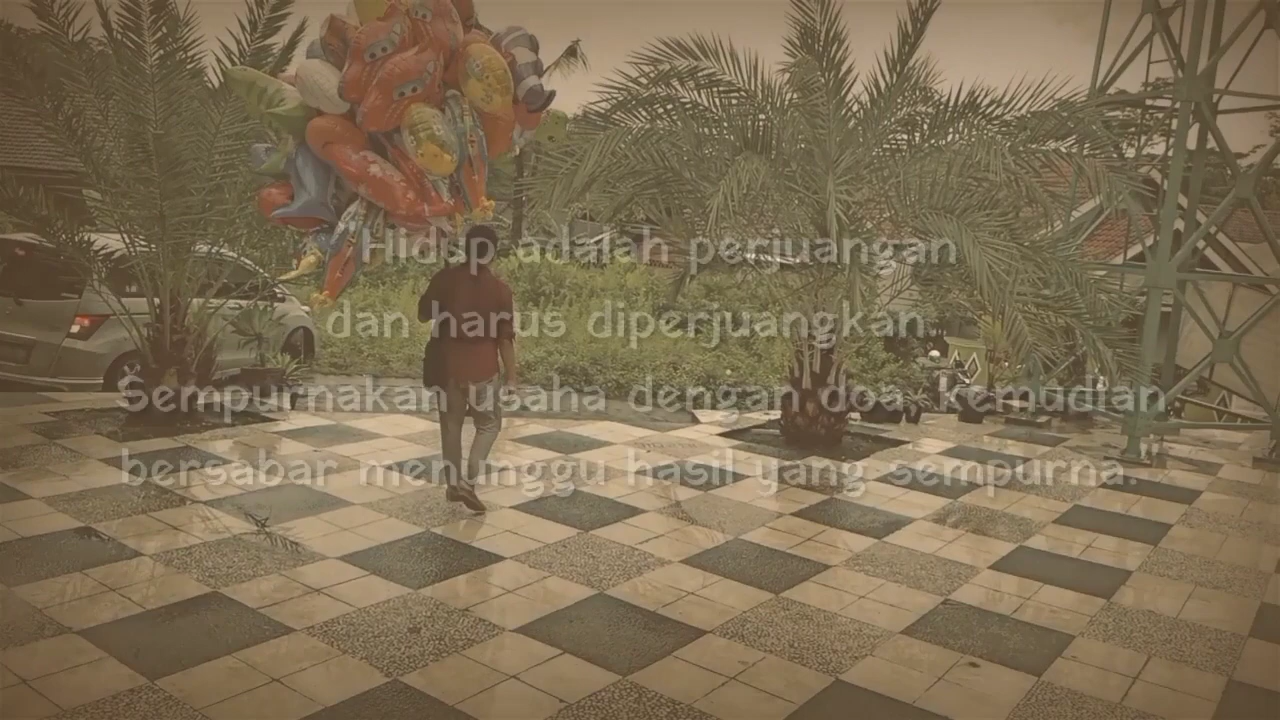 Hidup adalah perjuangan
dan harus diperjuangkan.
Sempurnakan usaha dengan doa, kemudian
bersabar menunggu hasil yang sempurna.